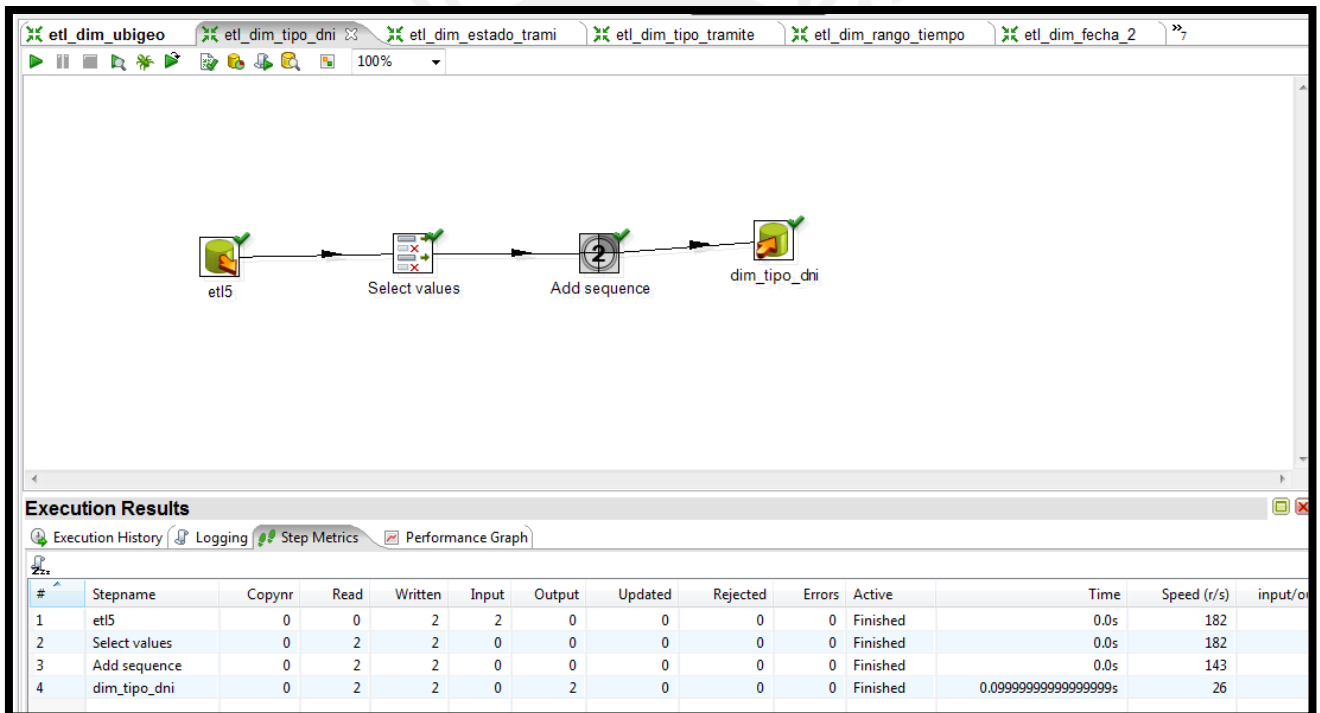 etl_dim_ubigeo etl_dim_tipo_dni etl_dim_estado_trami etl_dim_tipo_tramite etl_dim_rango_tiempo etl_dim_fecha_2 »7
100%
2
etl5 Select values Add sequence dim_tipo_dni
Execution Results
Execution History Logging Step Metrics Performance Graph
# Stepname Copynr Read Written Input Output Updated Rejected Errors Active Time Speed (r/s) input/ou
1 etl5 0 0 2 2 0 0 0 0 Finished 0.0s 182
2 Select values 0 2 2 0 0 0 0 0 Finished 0.0s 182
3 Add sequence 0 2 2 0 0 0 0 0 Finished 0.0s 143
4 dim_tipo_dni 0 2 2 0 2 0 0 0 Finished 0.09999999999999999s 26